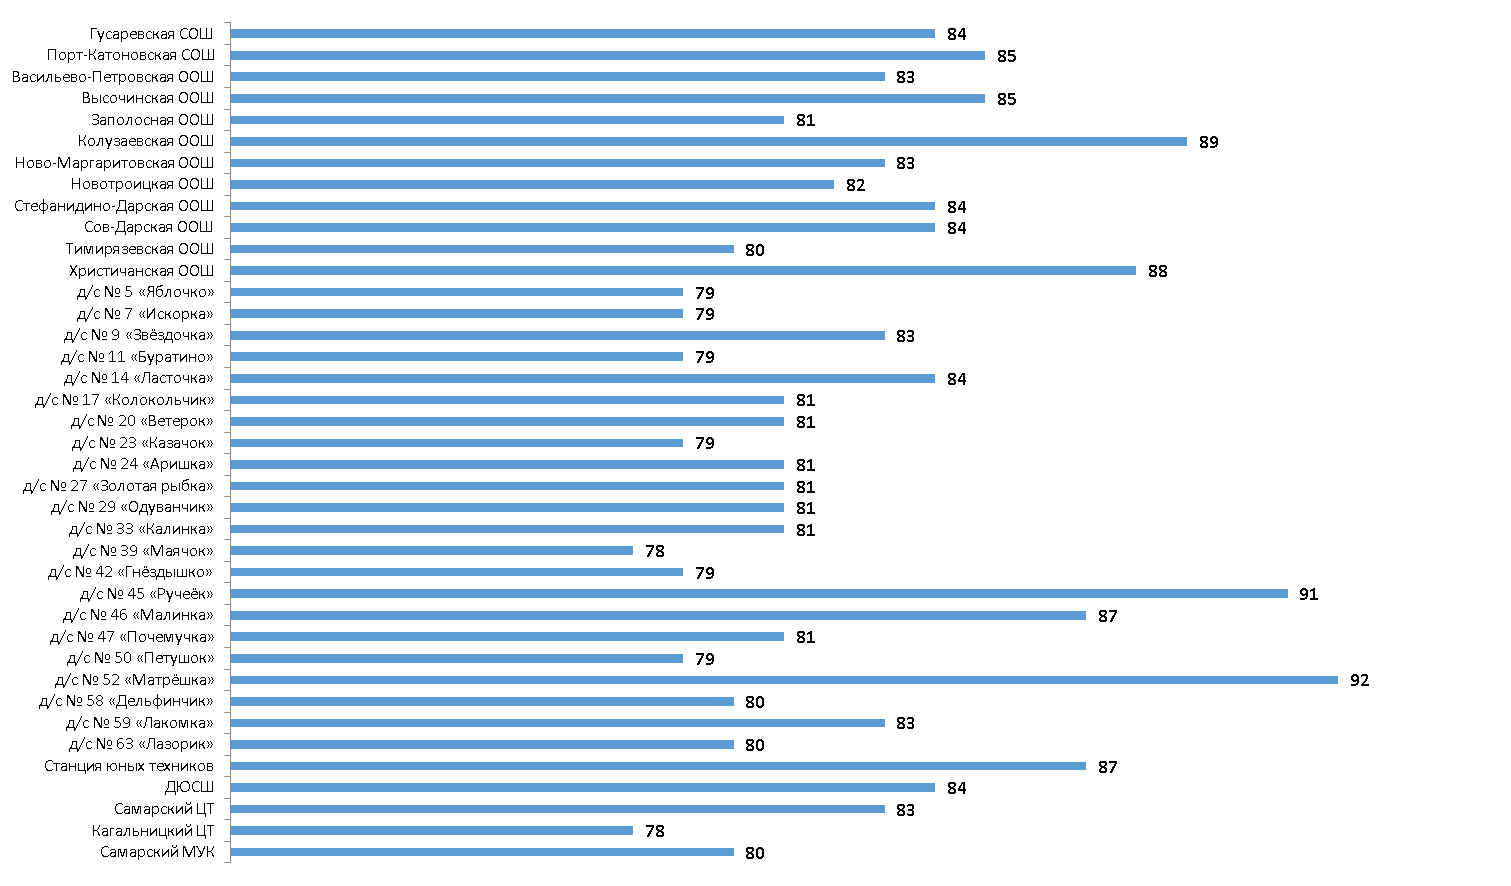 Гусаревская СОШ 84
Порт-Катоновская СОШ 85
Васильево-Петровская ООШ 83
Высочинская ООШ 85
Заполосная ООШ 81
Колузаевская ООШ 89
Ново-Маргаритовская ООШ 83
Новотроицкая ООШ 82
Стефанидино-Дарская ООШ 84
Сов-Дарская ООШ 84
Тимирязевская ООШ 80
Христичанская ООШ 88
д/с № 5 «Яблочко» 79
д/с № 7 «Искорка» 79
д/с № 9 «Звёздочка» 83
д/с № 11 «Буратино» 79
д/с № 14 «Ласточка» 84
д/с № 17 «Колокольчик» 81
д/с № 20 «Ветерок» 81
д/с № 23 «Казачок» 79
д/с № 24 «Аришка» 81
д/с № 27 «Золотая рыбка» 81
д/с № 29 «Одуванчик» 81
д/с № 33 «Калинка» 81
д/с № 39 «Маячок» 78
д/с № 42 «Гнёздышко» 79
д/с № 45 «Ручеёк» 91
д/с № 46 «Малинка» 87
д/с № 47 «Почемучка» 81
д/с № 50 «Петушок» 79
д/с № 52 «Матрёшка» 92
д/с № 58 «Дельфинчик» 80
д/с № 59 «Лакомка» 83
д/с № 63 «Лазорик» 80
Станция юных техников 87
ДЮСШ 84
Самарский ЦТ 83
Кагальницкий ЦТ 78
Самарский МУК 80